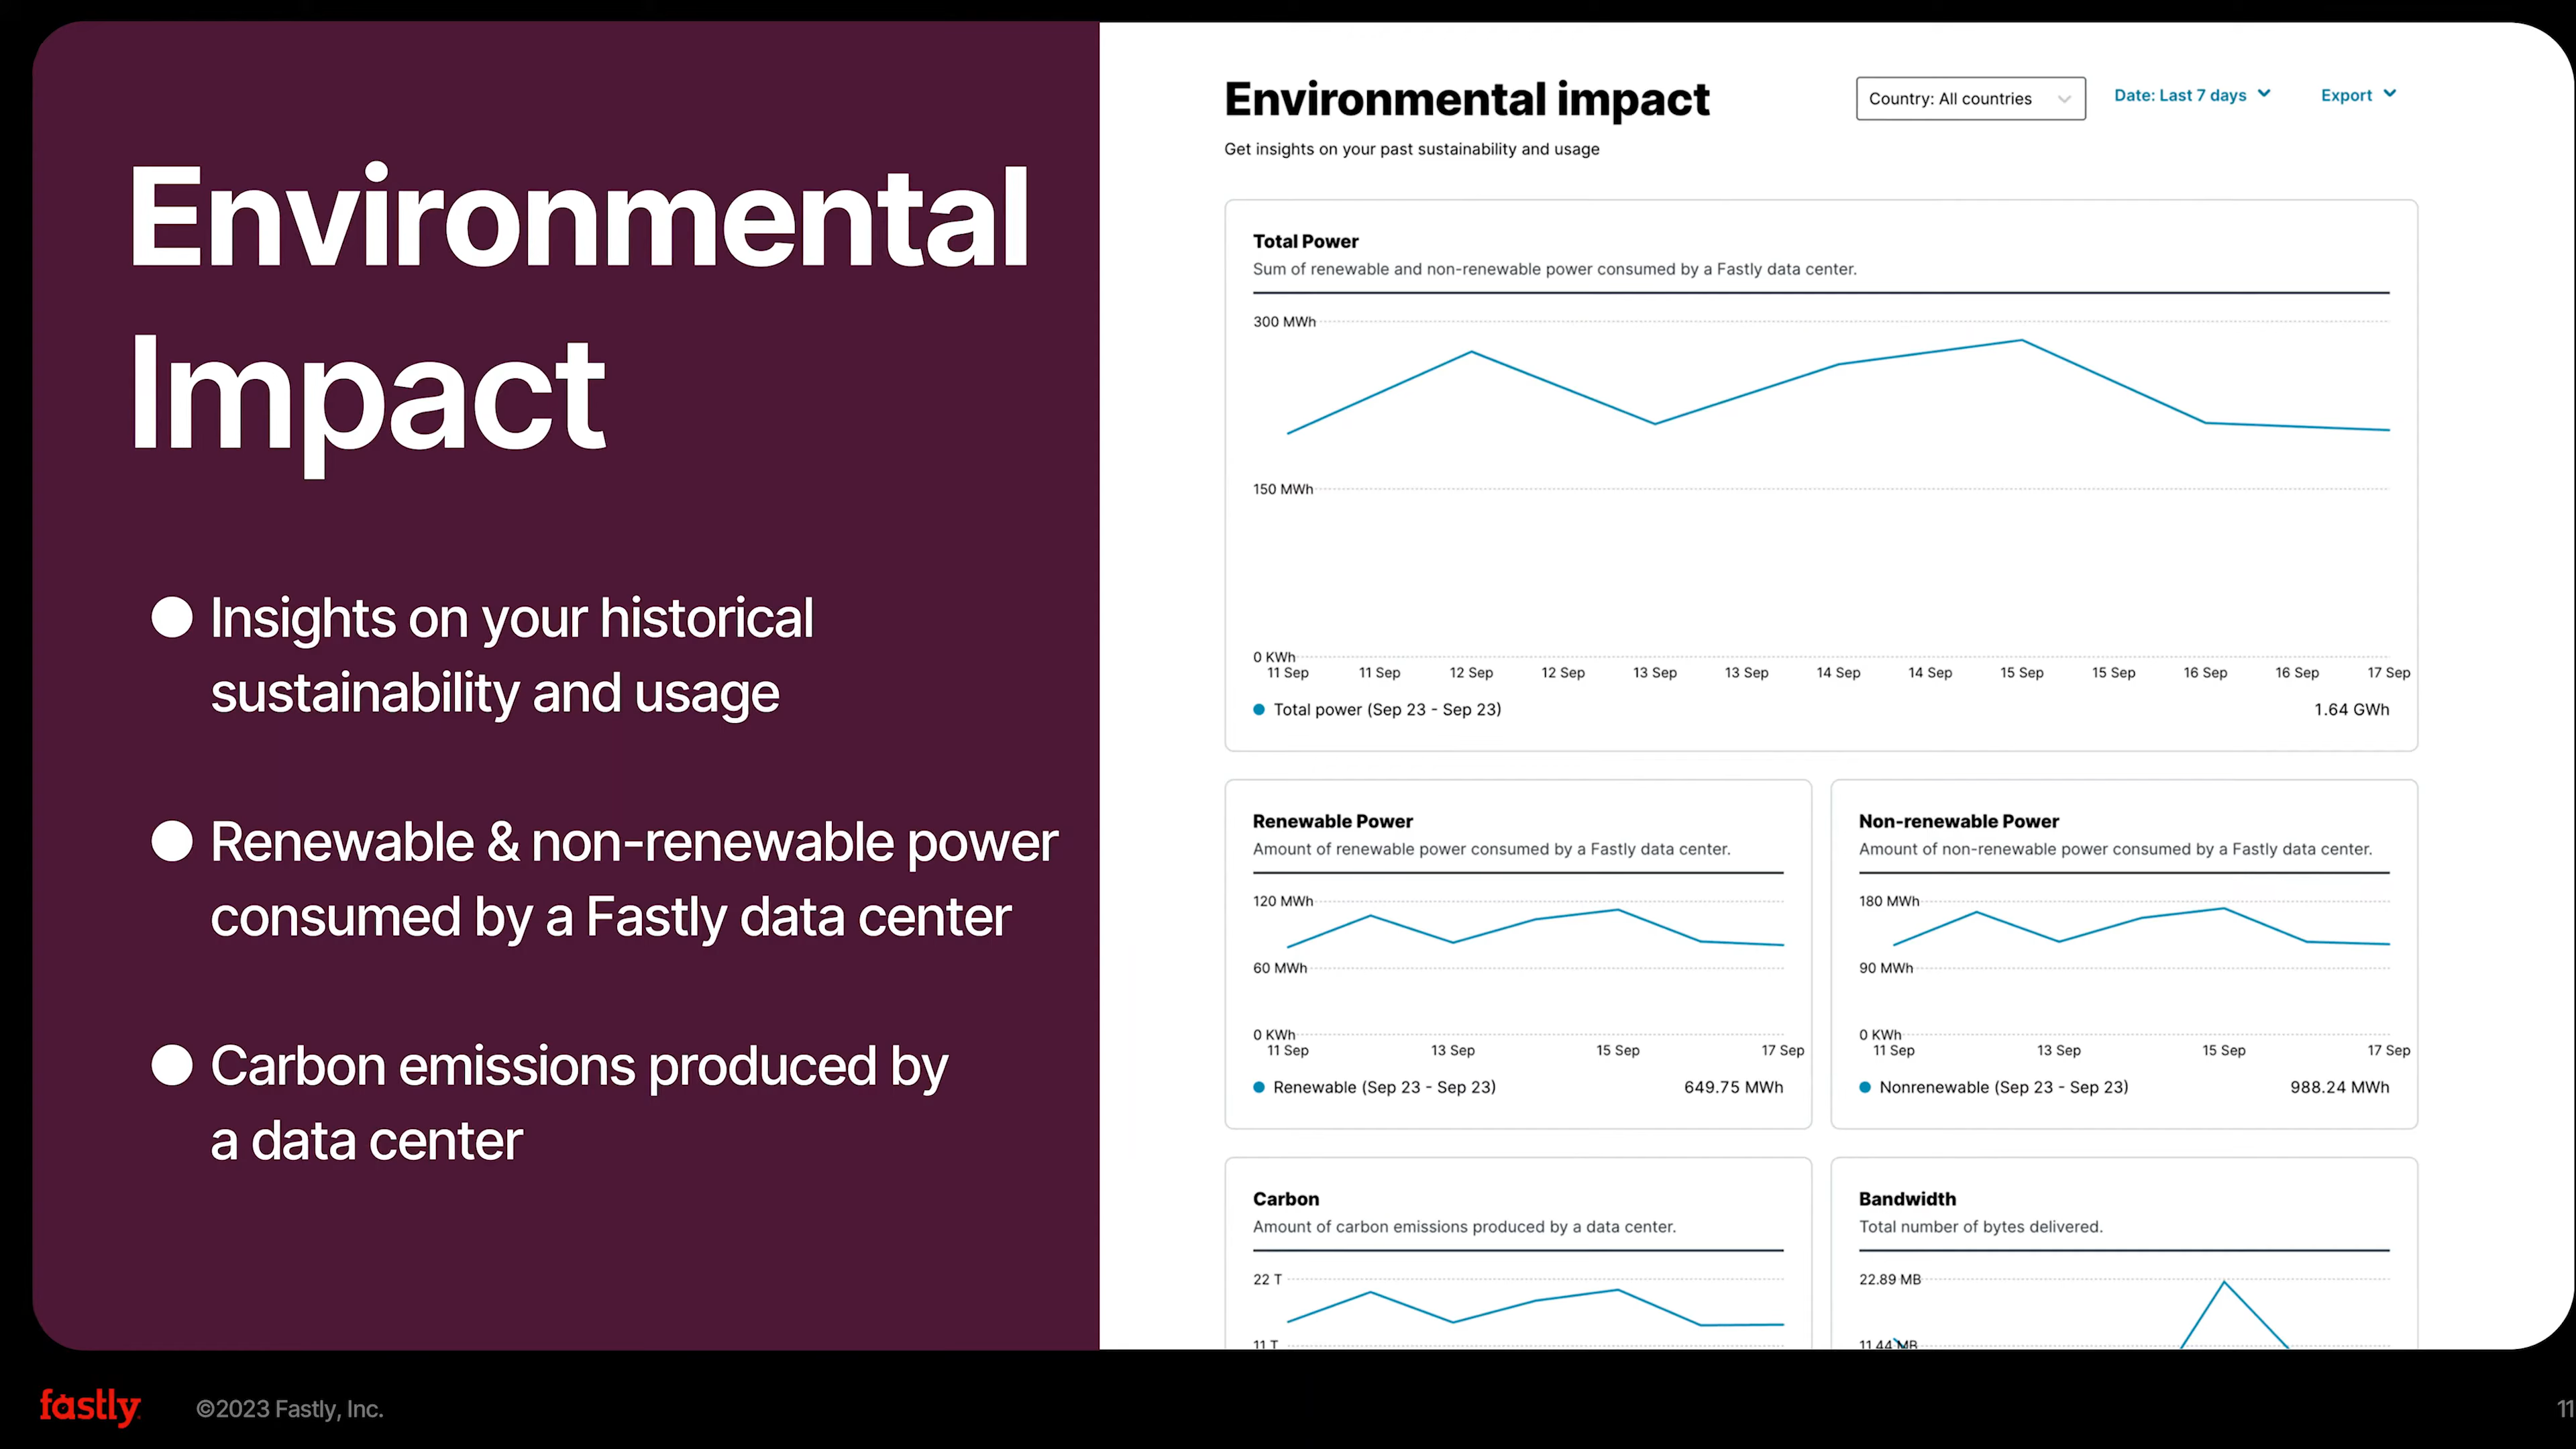 Environmental
Impact
Insights on your historical
sustainability and usage
Renewable & non-renewable power
consumed by a Fastly data center
Carbon emissions produced by
a data center
Environmental impact
Country: All countries
Date: Last 7 days
Export
Get insights on your past sustainability and usage
Total Power
Sum of renewable and non-renewable power consumed by a Fastly data center.
300 MWh
150 MWh
0 KWh
11 Sep 11 Sep 12 Sep 12 Sep 13 Sep 13 Sep 14 Sep 14 Sep 15 Sep 15 Sep 16 Sep 16 Sep 17 Sep
Total power (Sep 23 - Sep 23) 1.64 GWh
Renewable Power
Amount of renewable power consumed by a Fastly data center.
120 MWh
60 MWh
0 KWh
11 Sep 13 Sep 15 Sep 17 Sep
Renewable (Sep 23 - Sep 23) 649.75 MWh
Non-renewable Power
Amount of non-renewable power consumed by a Fastly data center.
180 MWh
90 MWh
0 KWh
11 Sep 13 Sep 15 Sep 17 Sep
Nonrenewable (Sep 23 - Sep 23) 988.24 MWh
Carbon
Amount of carbon emissions produced by a data center.
22 T
11 T
Bandwidth
Total number of bytes delivered.
22.89 MB
11.44 MB
fastly
©2023 Fastly, Inc.
11